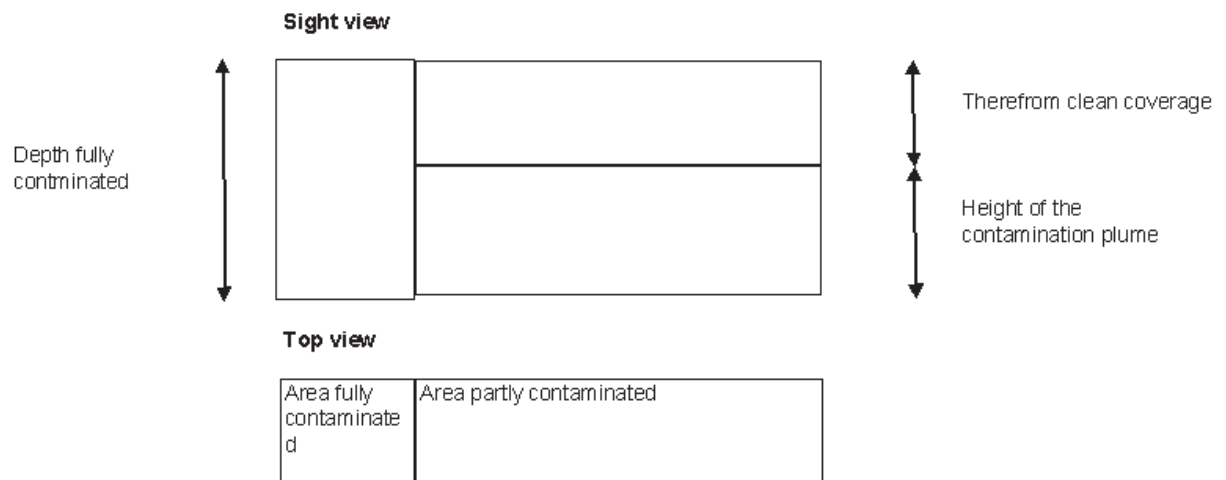 Sight view
Therefrom clean coverage
Depth fully
contminated
Height of the
contamination plume
Top view
Area fully
contaminate
d
Area partly contaminated